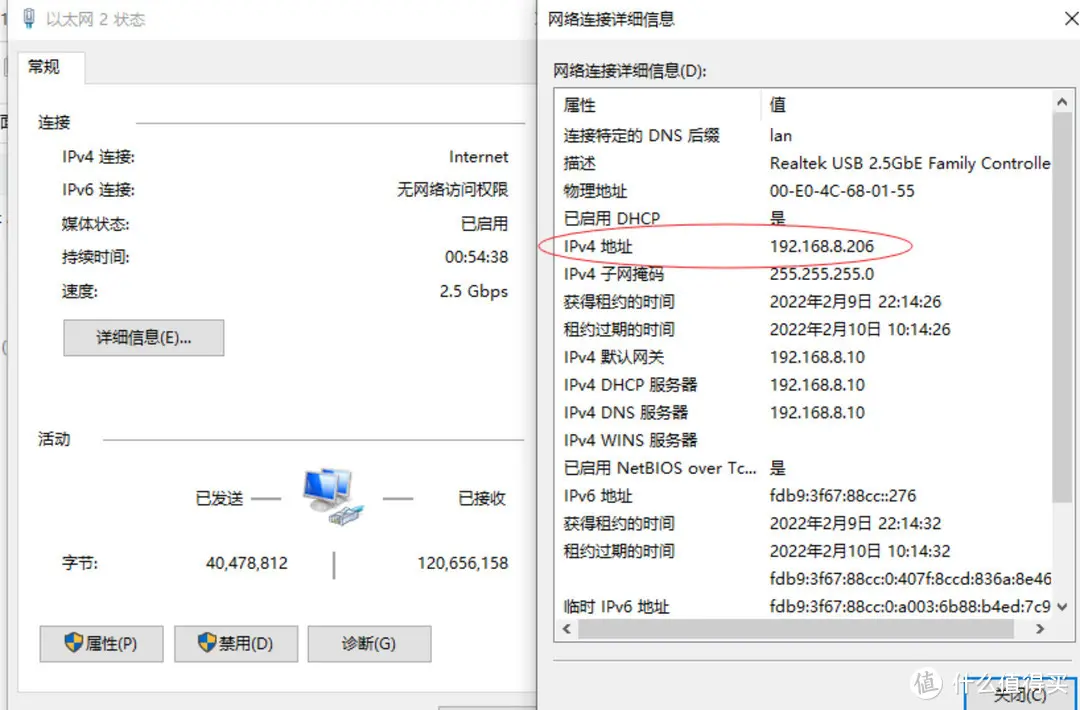 以太网 2 状态
常规
连接
IPv4 连接: Internet
IPv6 连接: 无网络访问权限
媒体状态: 已启用
持续时间: 00:54:38
速度: 2.5 Gbps
详细信息(E)...
活动
已发送 已接收
字节: 40,478,812 120,656,158
属性(P) 禁用(D) 诊断(G)
网络连接详细信息
网络连接详细信息(D):
属性 值
连接特定的 DNS 后缀 lan
描述 Realtek USB 2.5GbE Family Controlle
物理地址 00-E0-4C-68-01-55
已启用 DHCP 是
IPv4 地址 192.168.8.206
IPv4 子网掩码 255.255.255.0
获得租约的时间 2022年2月9日 22:14:26
租约过期的时间 2022年2月10日 10:14:26
IPv4 默认网关 192.168.8.10
IPv4 DHCP 服务器 192.168.8.10
IPv4 DNS 服务器 192.168.8.10
IPv4 WINS 服务器
已启用 NetBIOS over Tc... 是
IPv6 地址 fdb9:3f67:88cc::276
获得租约的时间 2022年2月9日 22:14:32
租约过期的时间 2022年2月10日 10:14:32
fdb9:3f67:88cc:0:407f:8ccd:836a:8e46
临时 IPv6 地址 fdb9:3f67:88cc:0:a003:6b88:b4ed:7c9
关闭(C)
值 什么值得买